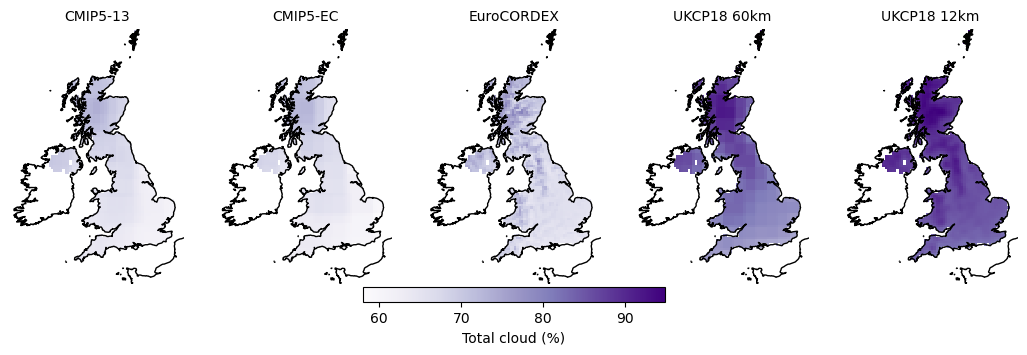 CMIP5-13 CMIP5-EC EuroCORDEX UKCP18 60km UKCP18 12km
60 70 80 90
Total cloud (%)